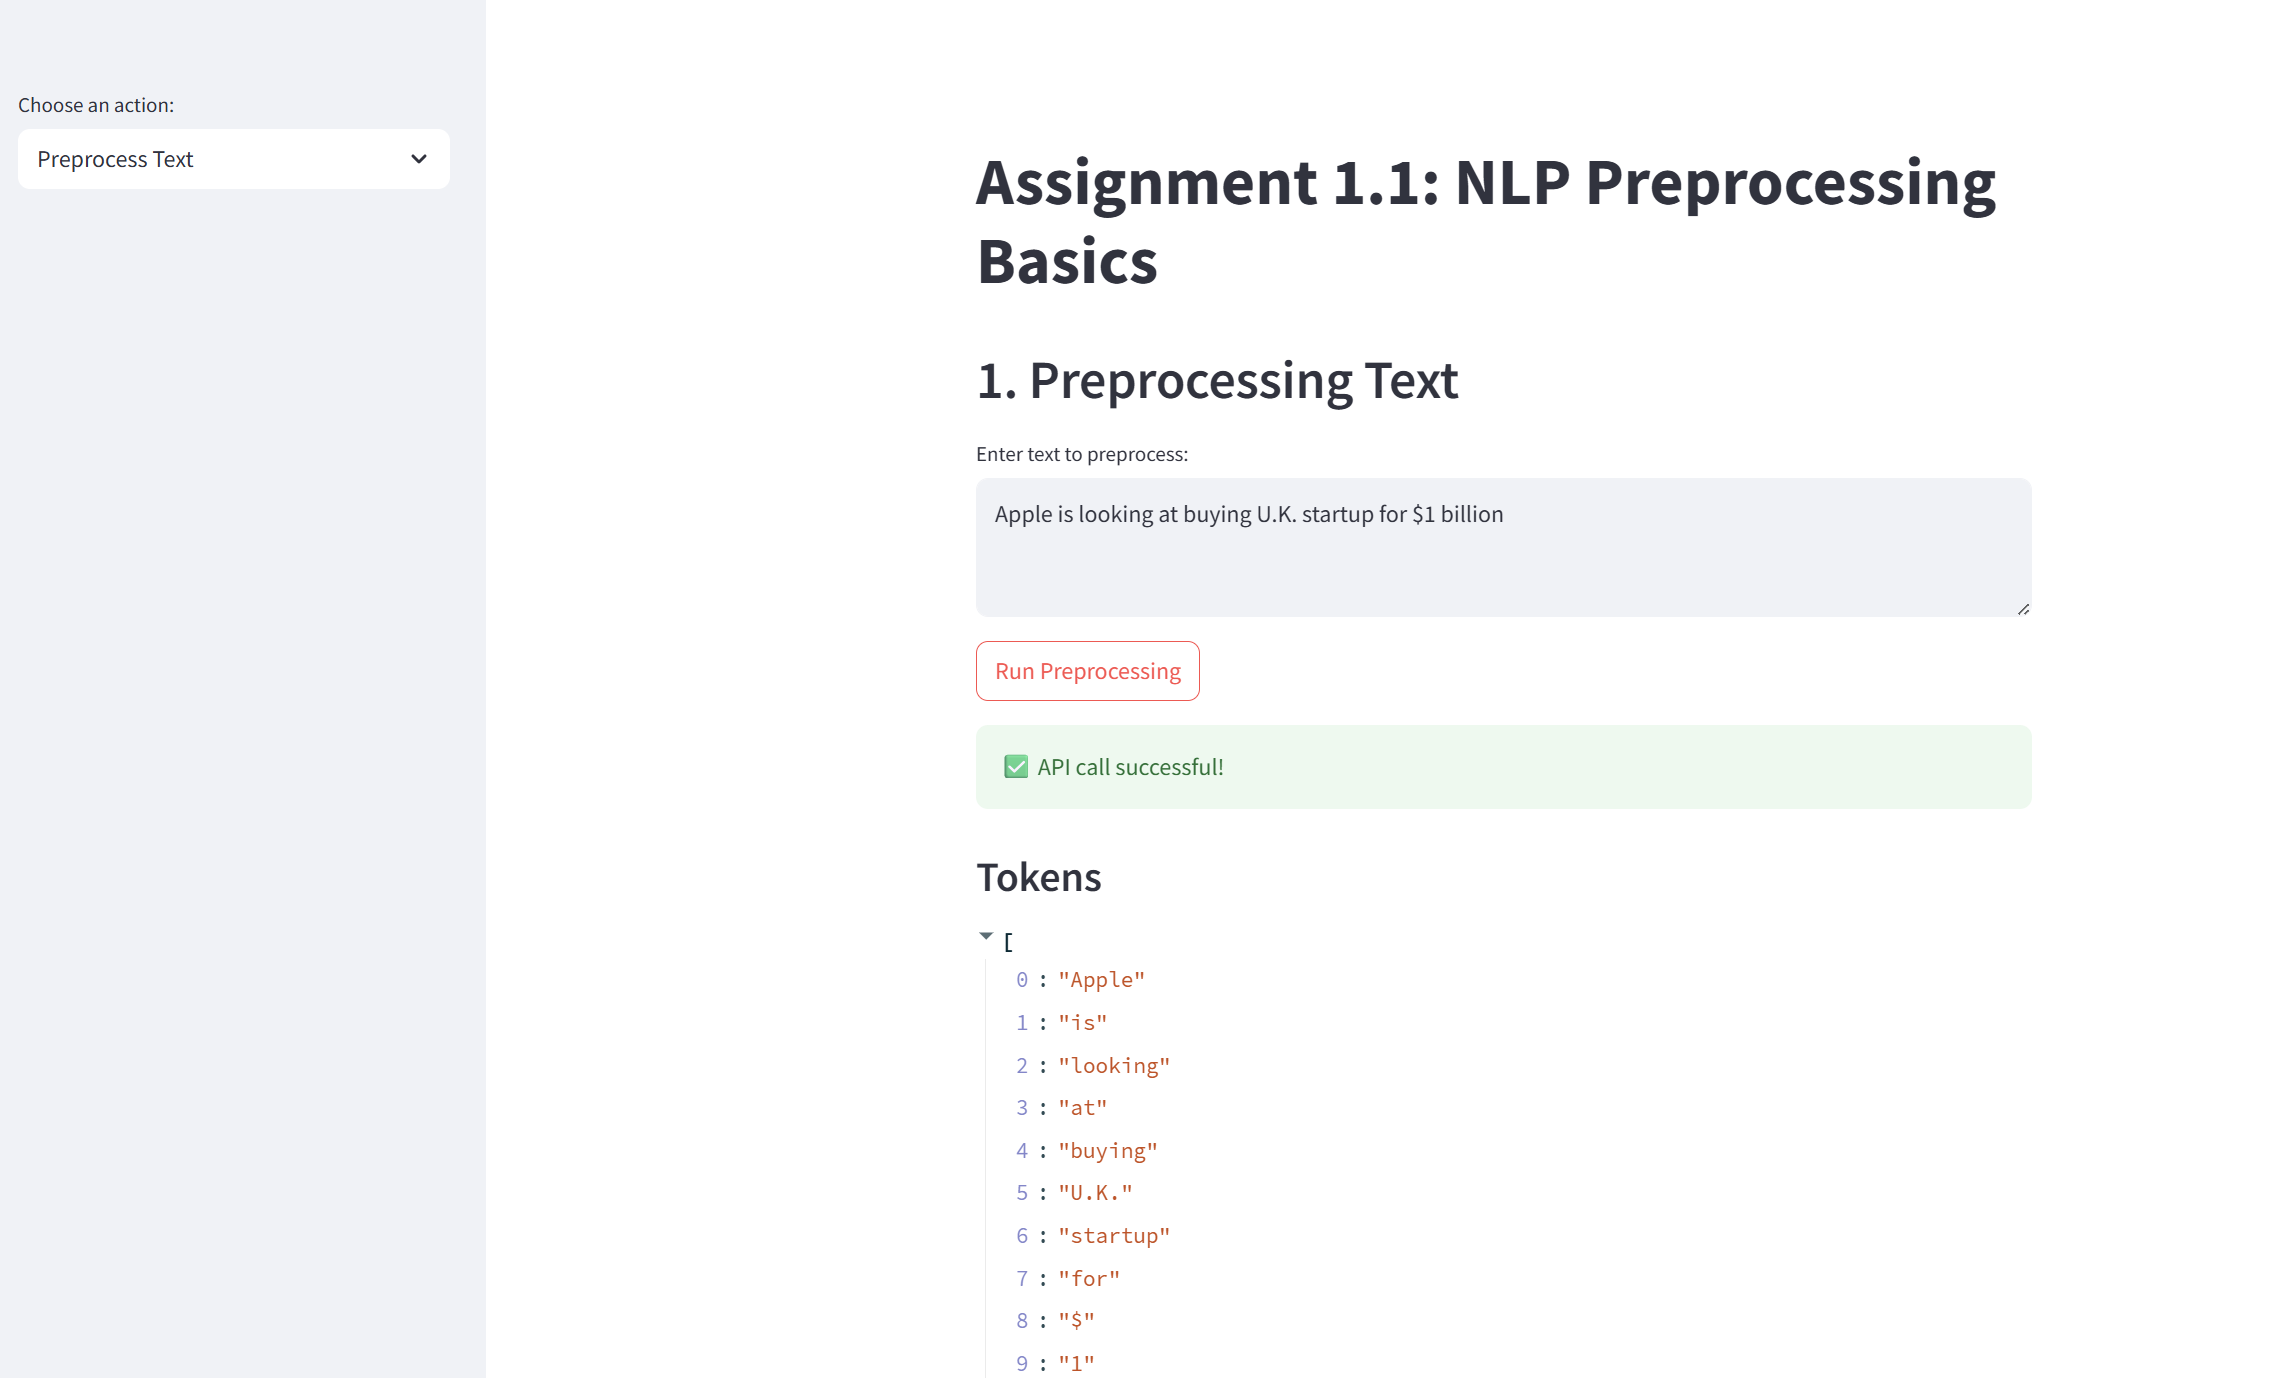 Choose an action:
Preprocess Text
Assignment 1.1: NLP Preprocessing
Basics
1. Preprocessing Text
Enter text to preprocess:
Apple is looking at buying U.K. startup for $1 billion
Run Preprocessing
✅ API call successful!
Tokens
[
0 : "Apple"
1 : "is"
2 : "looking"
3 : "at"
4 : "buying"
5 : "U.K."
6 : "startup"
7 : "for"
8 : "$"
9 : "1"